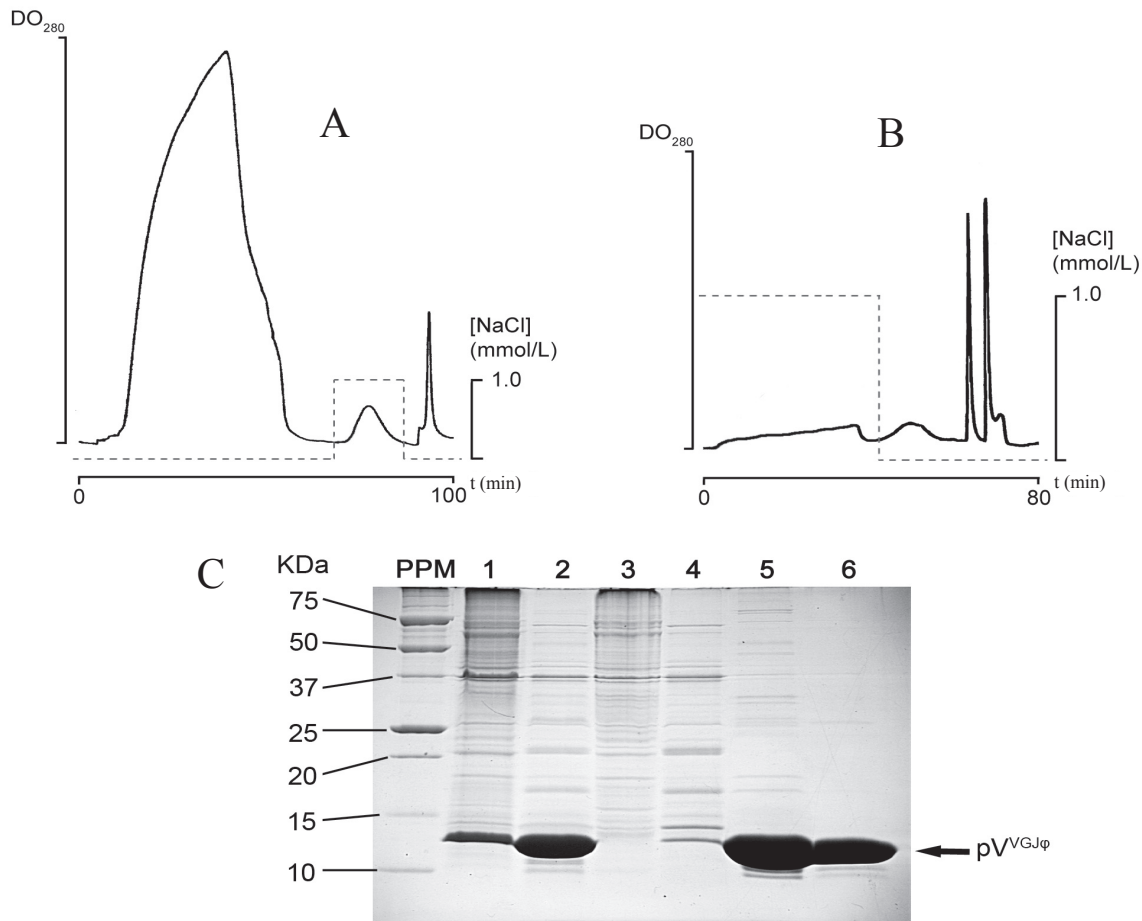 DO280
A
[NaCl]
(mmol/L)
1.0
0
100
t (min)
DO280
B
[NaCl]
(mmol/L)
1.0
0
80
t (min)
C
KDa
PPM 1 2 3 4 5 6
75
50
37
25
20
15
10
pVVGJφ